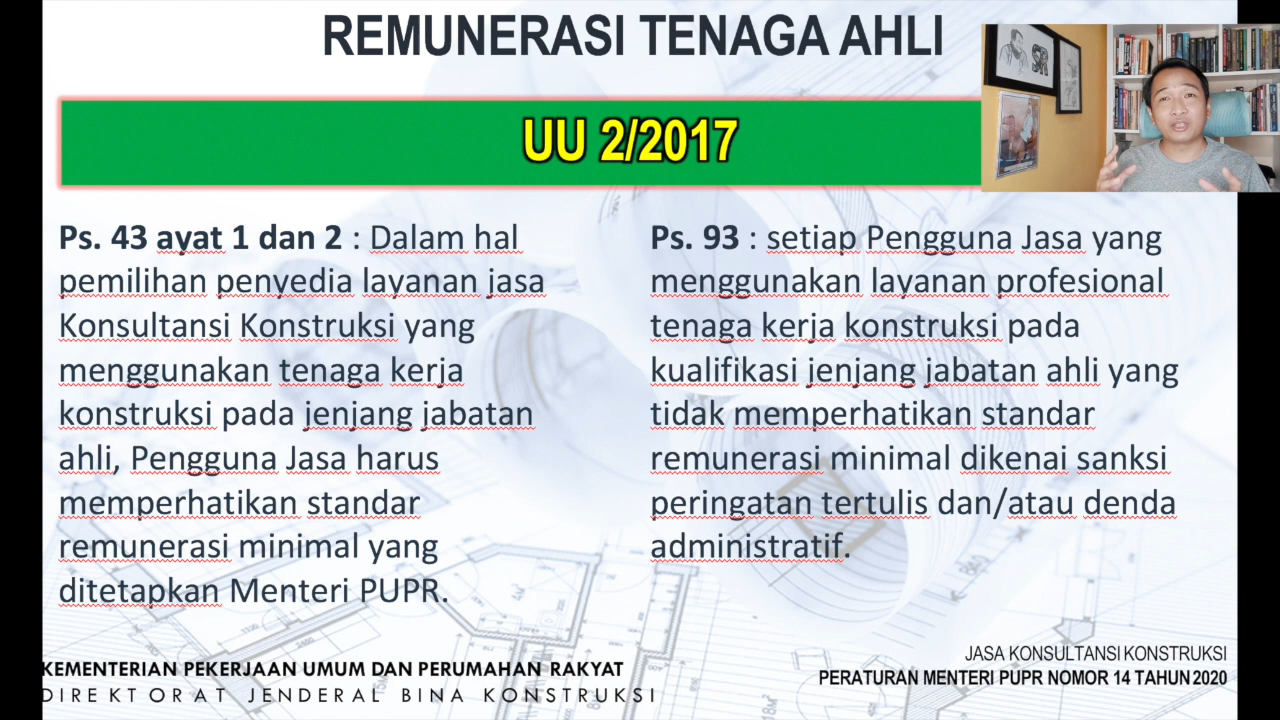 REMUNERASI TENAGA AHLI
UU 2/2017
Ps. 43 ayat 1 dan 2 : Dalam hal
pemilihan penyedia layanan jasa
Konsultansi Konstruksi yang
menggunakan tenaga kerja
konstruksi pada jenjang jabatan
ahli, Pengguna Jasa harus
memperhatikan standar
remunerasi minimal yang
ditetapkan Menteri PUPR.
Ps. 93 : setiap Pengguna Jasa yang
menggunakan layanan profesional
tenaga kerja konstruksi pada
kualifikasi jenjang jabatan ahli yang
tidak memperhatikan standar
remunerasi minimal dikenai sanksi
peringatan tertulis dan/atau denda
administratif.
KEMENTERIAN PEKERJAAN UMUM DAN PERUMAHAN RAKYAT
DIREKTORAT JENDERAL BINA KONSTRUKSI
JASA KONSULTANSI KONSTRUKSI
PERATURAN MENTERI PUPR NOMOR 14 TAHUN 2020